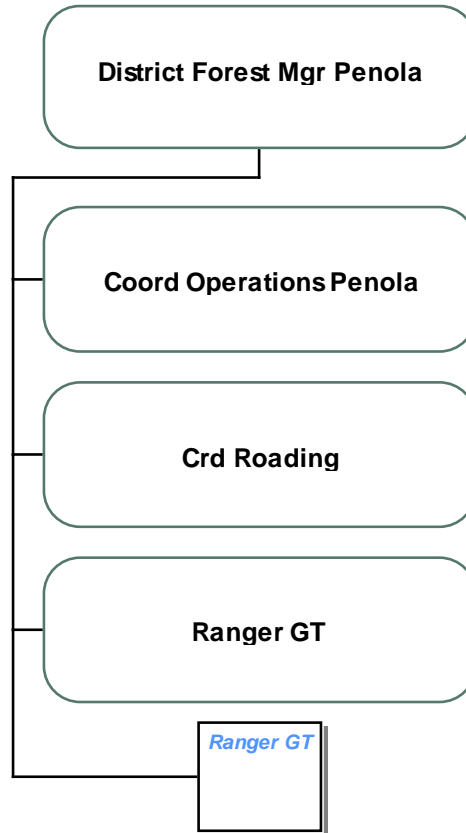 District Forest Mgr Penola
Coord Operations Penola
Crd Roading
Ranger GT
Ranger GT